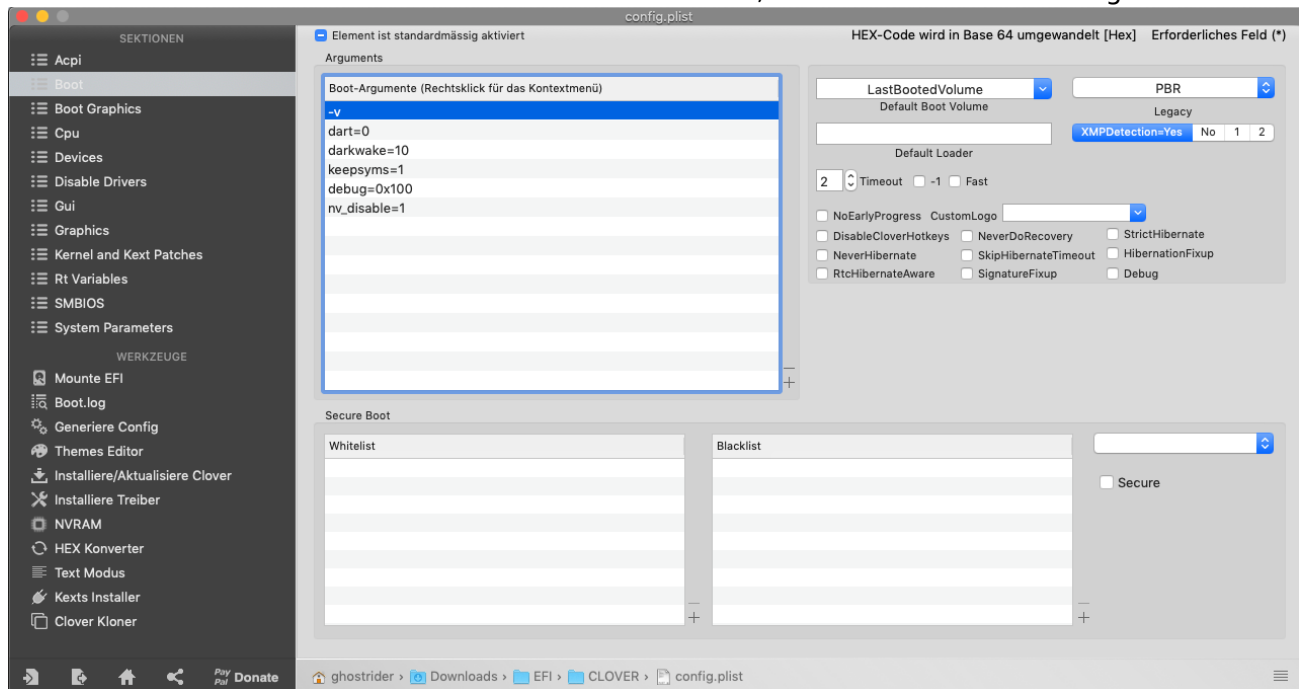 config.plist
SEKTIONEN
Acpi
Boot
Boot Graphics
Cpu
Devices
Disable Drivers
Gui
Graphics
Kernel and Kext Patches
Rt Variables
SMBIOS
System Parameters
WERKZEUGE
Mounte EFI
Boot.log
Generiere Config
Themes Editor
Installiere/Aktualisiere Clover
Installiere Treiber
NVRAM
HEX Konverter
Text Modus
Kexts Installer
Clover Kloner
Pay Pal Donate
Element ist standardmässig aktiviert
HEX-Code wird in Base 64 umgewandelt [Hex] Erforderliches Feld (*)
Arguments
Boot-Argumente (Rechtsklick für das Kontextmenü)
-v
dart=0
darkwake=10
keepsyms=1
debug=0x100
nv_disable=1
LastBootedVolume
Default Boot Volume
PBR
Legacy
XMPDetection=Yes No 1 2
Default Loader
2 Timeout -1 Fast
NoEarlyProgress CustomLogo
DisableCloverHotkeys NeverDoRecovery StrictHibernate
NeverHibernate SkipHibernateTimeout HibernationFixup
RtcHibernateAware SignatureFixup Debug
Secure Boot
Whitelist
Blacklist
Secure
ghostrider › Downloads › EFI › CLOVER › config.plist